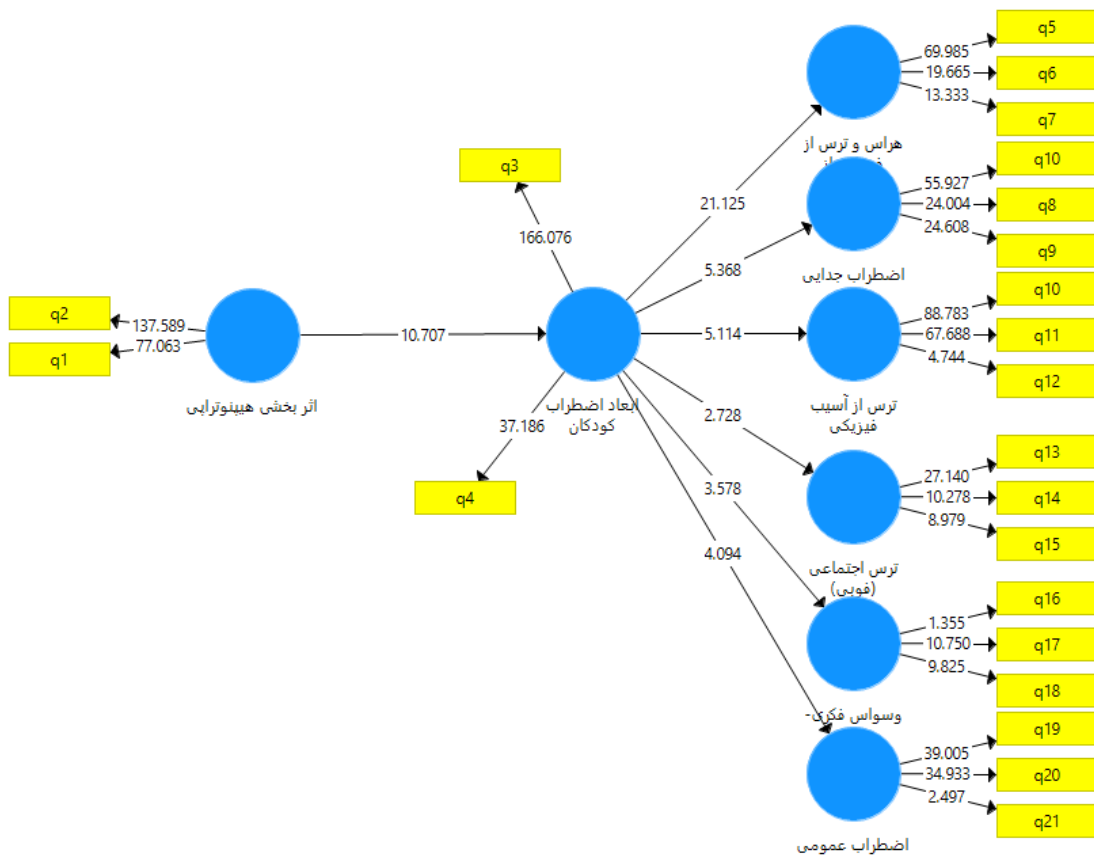 q5
69.985
q6
19.665
q7
13.333
هراس و ترس از
q3
166.076
21.125
q10
55.927
q8
24.004
q9
24.608
5.368
اضطراب جدایی
q2
137.589
q1
77.063
اثر بخشی هیپنوتراپی
10.707
ابعاد اضطراب
کودکان
37.186
q4
5.114
q10
88.783
q11
67.688
q12
4.744
ترس از آسیب
فیزیکی
2.728
q13
27.140
q14
10.278
q15
8.979
ترس اجتماعی
(فوبی)
3.578
q16
1.355
q17
10.750
q18
9.825
وسواس فکری-
4.094
q19
39.005
q20
34.933
q21
2.497
اضطراب عمومی